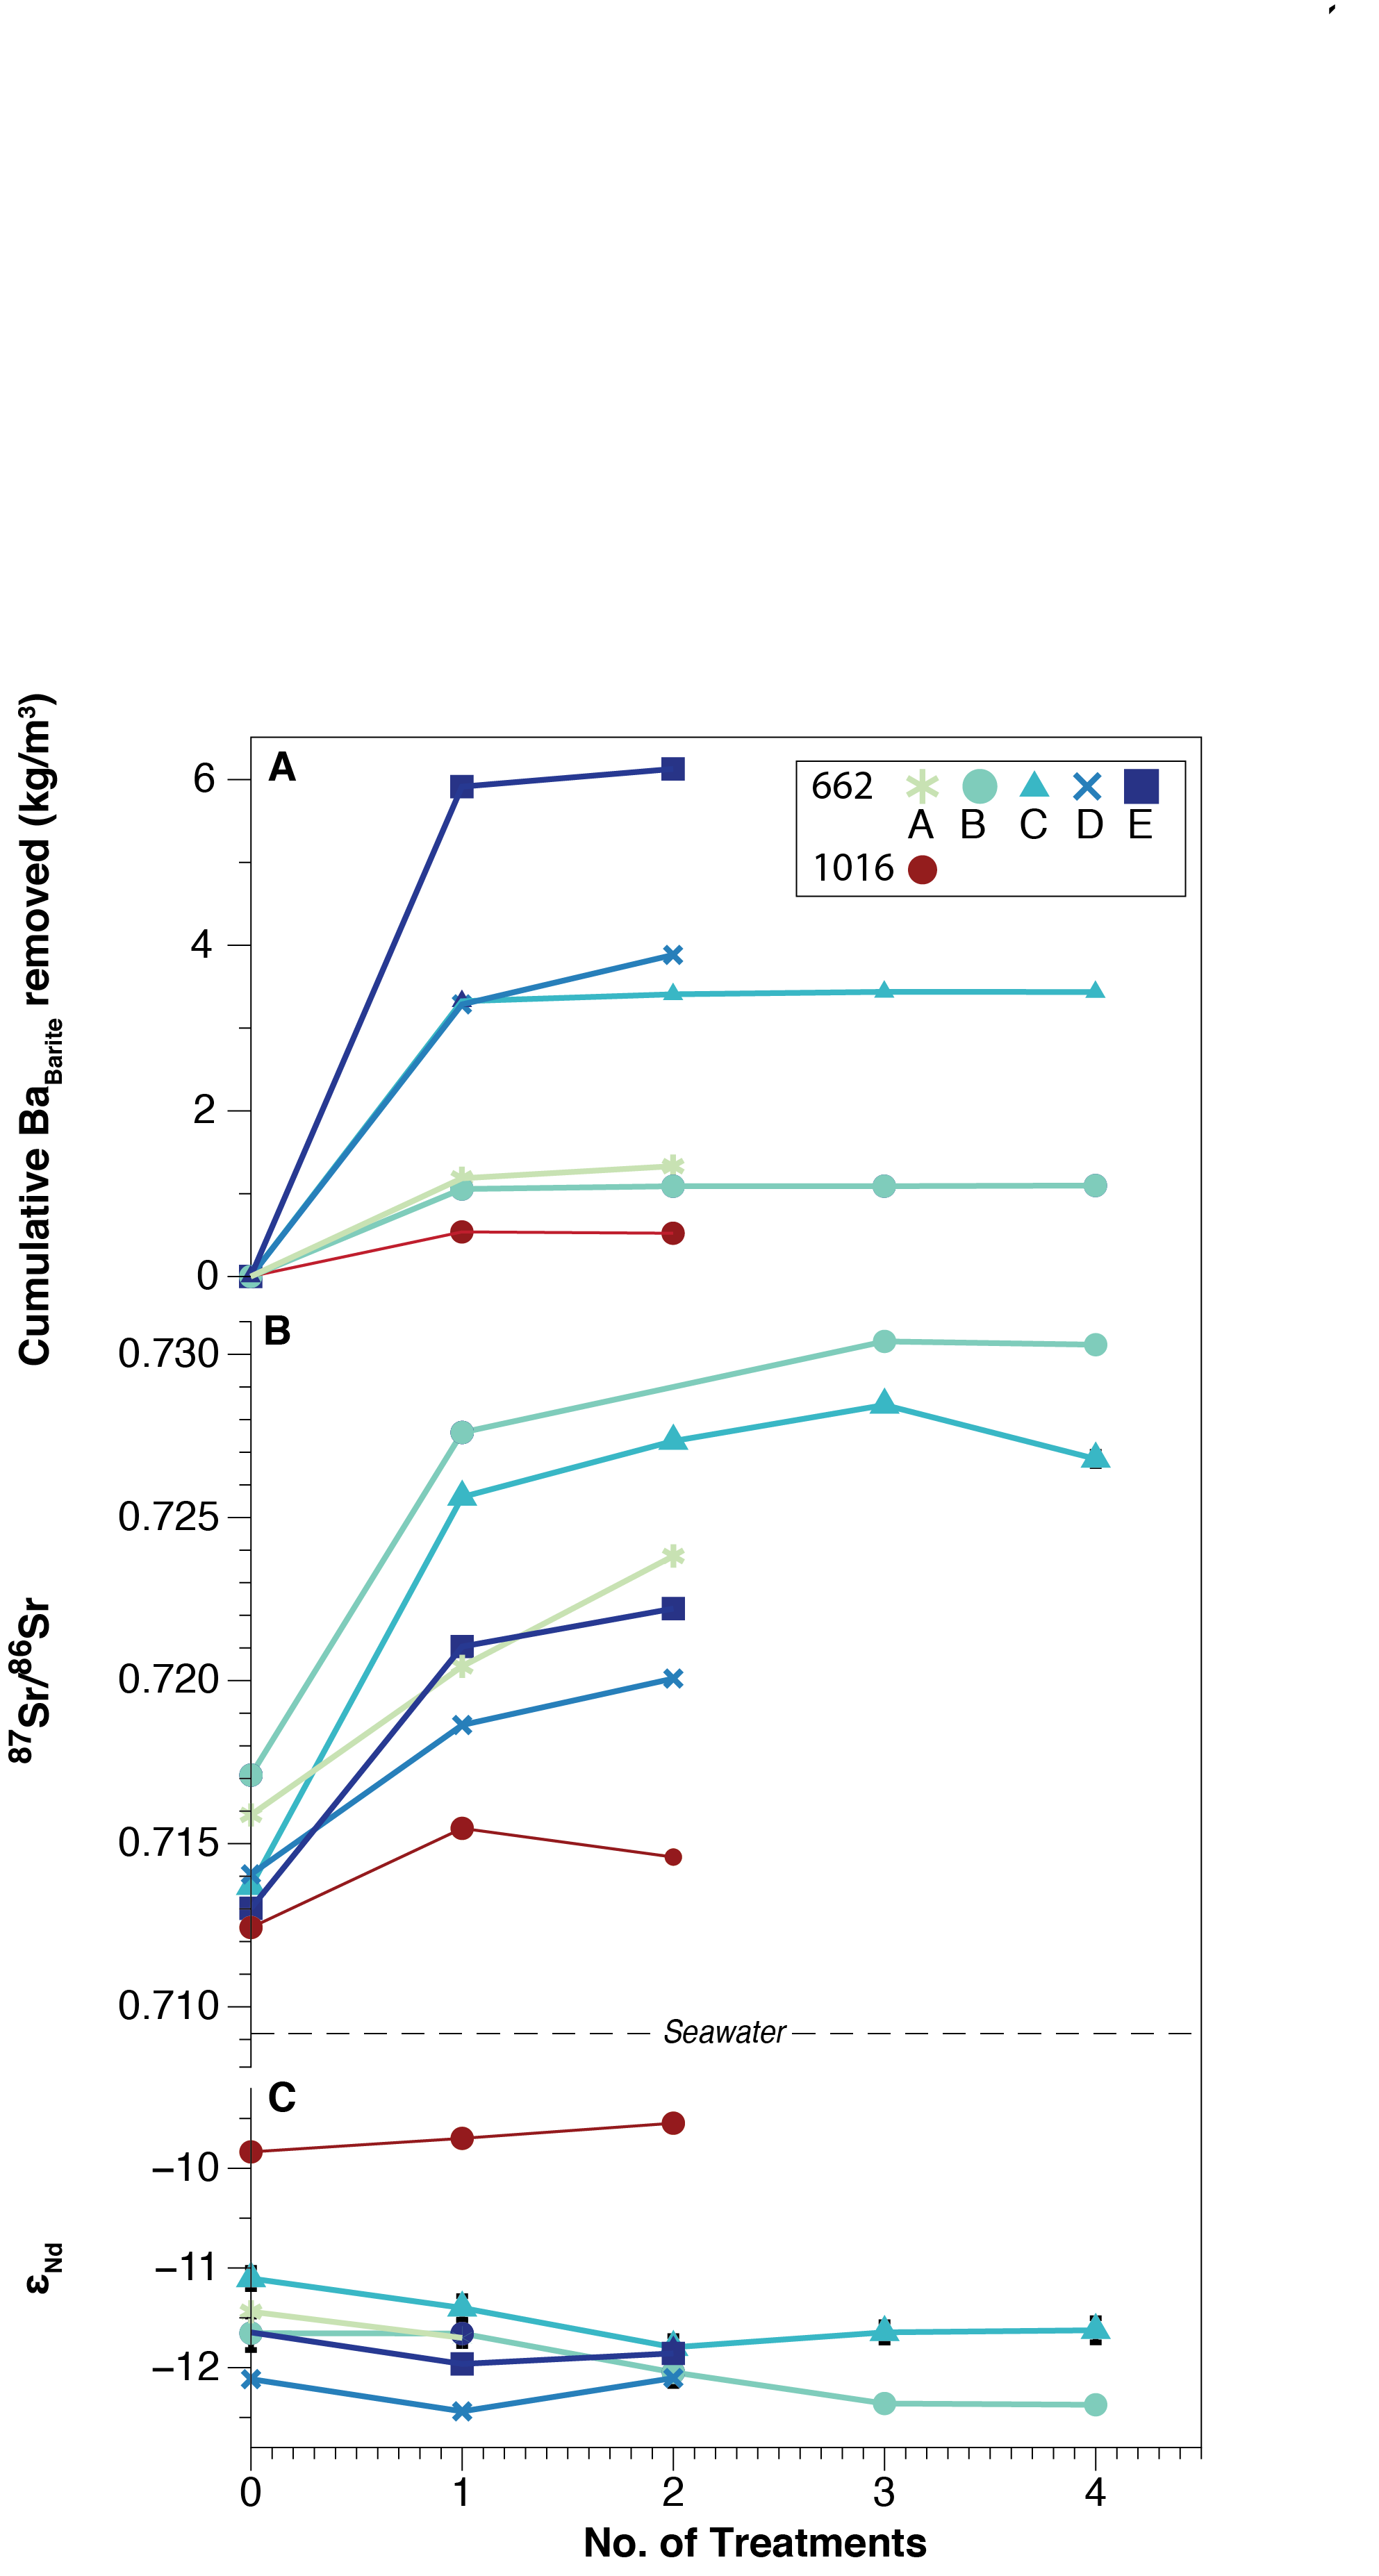 Cumulative Ba_Barite removed (kg/m³)
A
6
4
2
0
662
A B C D E
1016
B
⁸⁷Sr/⁸⁶Sr
0.730
0.725
0.720
0.715
0.710
Seawater
C
εNd
−10
−11
−12
0 1 2 3 4
No. of Treatments